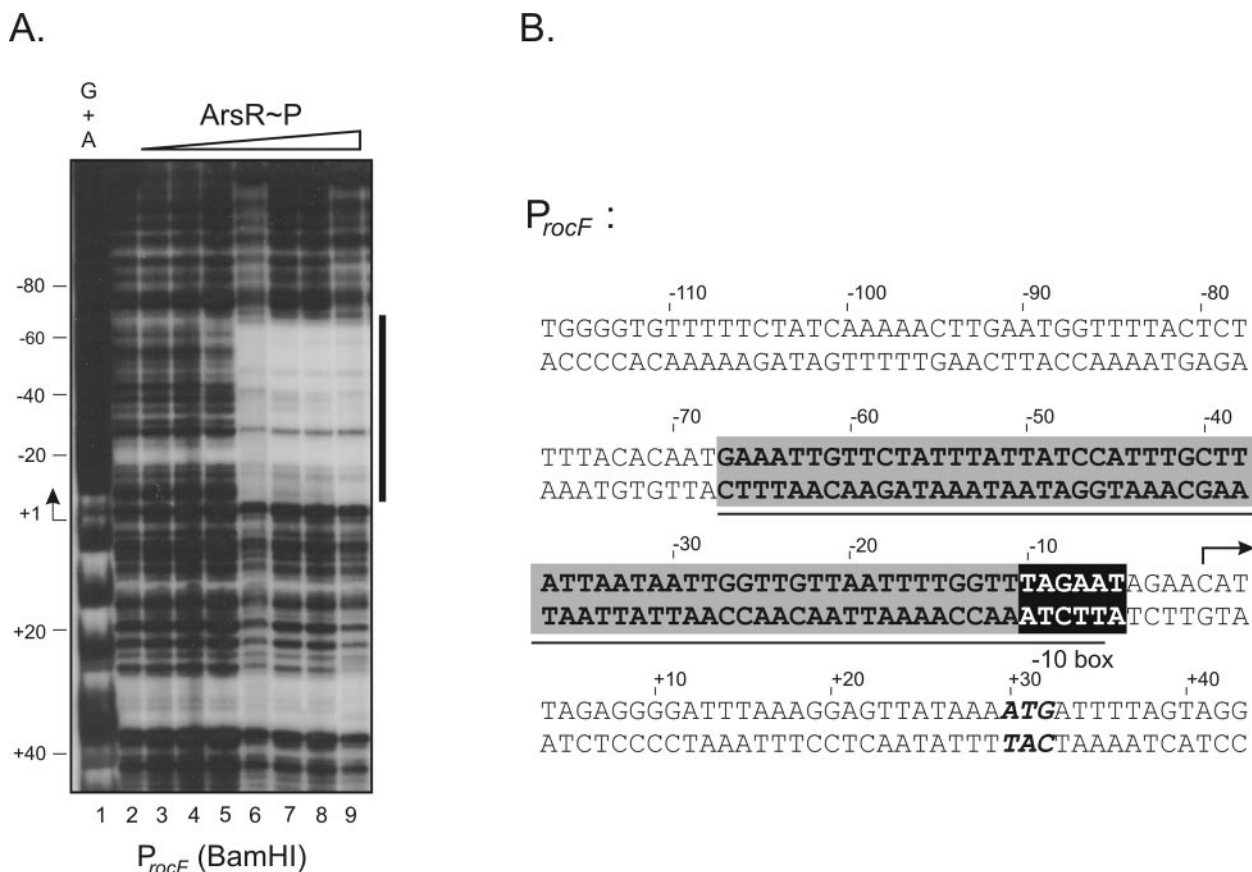 A.
G
+
A
ArsR~P
-80
-60
-40
-20
+1
+20
+40
1 2 3 4 5 6 7 8 9
P_rocF (BamHI)
B.
P_rocF :
-110 -100 -90 -80
TGGGGTGTTTTTCTATCAAAAACTTGAATGGTTTTACTCT
ACCCCACAAAAAGATAGTTTTTGAACTTACCAAAATGAGA
-70 -60 -50 -40
TTTACACAATGAAATTGTTCTATTTATTATCCATTTGCTT
AAATGTGTTACTTTAACAAGATAAATAATAGGTAAACGAA
-30 -20 -10
ATTAATAATTGGTTGTTAATTTTGGTTTAGAATAGAACAT
TAATTATTAACCAACAATTAAAACCAAATCTTATCTTGTA
-10 box
+10 +20 +30 +40
TAGAGGGGATTTAAAGGAGTTATAAAATGATTTTAGTAGG
ATCTCCCCTAAATTTCCTCAATATTTTACTAAAATCATCC